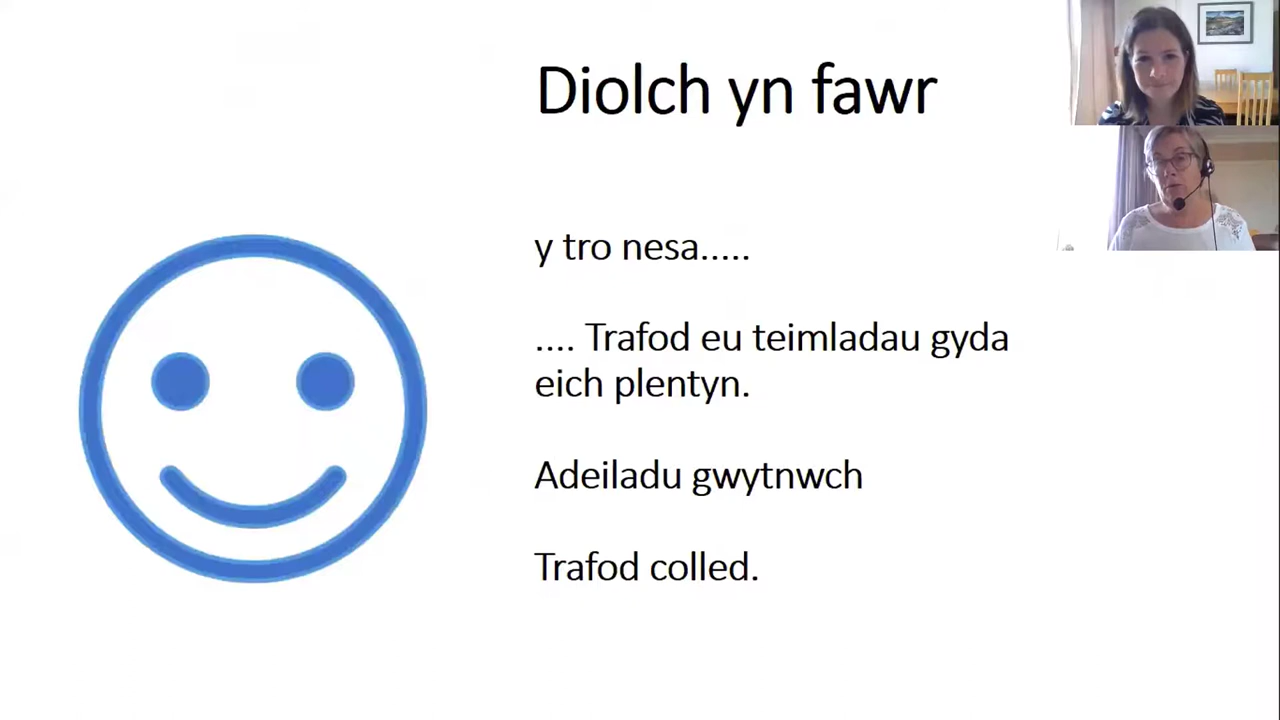 Diolch yn fawr
y tro nesa.....
.... Trafod eu teimladau gyda
eich plentyn.
Adeiladu gwytnwch
Trafod colled.